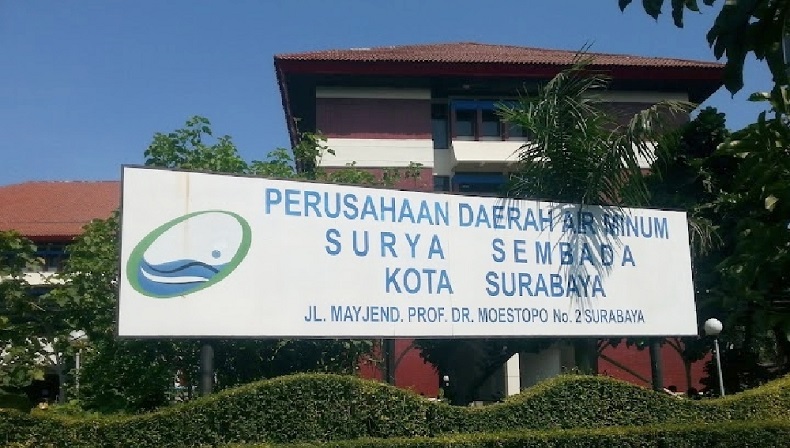 PERUSAHAAN DAERAH AIR MINUM
SURYA SEMBADA
KOTA SURABAYA
JL. MAYJEND. PROF. DR. MOESTOPO No. 2 SURABAYA